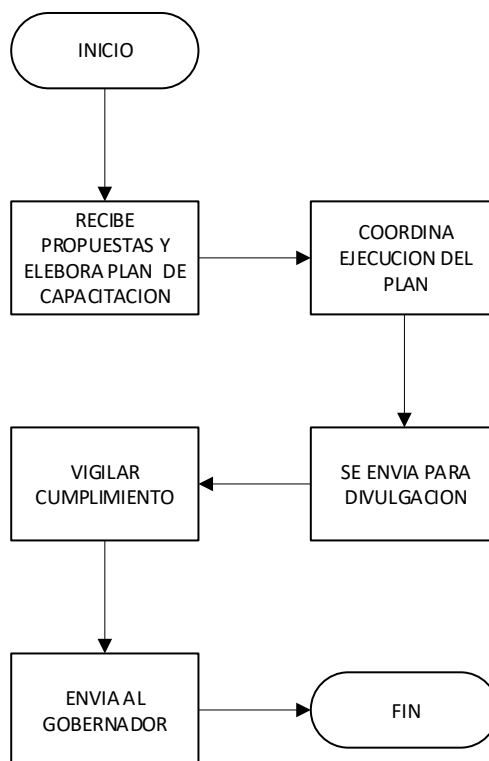 INICIO
RECIBE
PROPUESTAS Y
ELEBORA PLAN DE
CAPACITACION
COORDINA
EJECUCION DEL
PLAN
SE ENVIA PARA
DIVULGACION
VIGILAR
CUMPLIMIENTO
ENVIA AL
GOBERNADOR
FIN